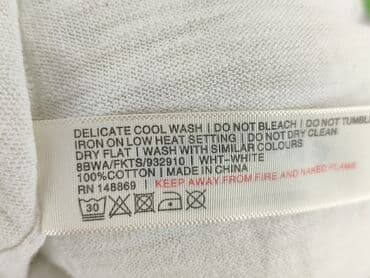 DELICATE COOL WASH | DO NOT BLEACH | DO NOT TUMBLE
IRON ON LOW HEAT SETTING | DO NOT DRY CLEAN
DRY FLAT | WASH WITH SIMILAR COLOURS
8BWA/FKTS/932910 | WHT-WHITE
100%COTTON | MADE IN CHINA
RN 148869 | KEEP AWAY FROM FIRE AND NAKED FLAME
30